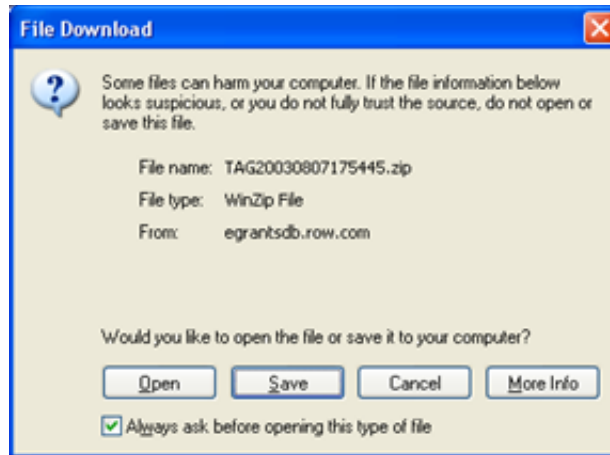 File Download
Some files can harm your computer. If the file information below
looks suspicious, or you do not fully trust the source, do not open or
save this file.
File name: TAG20030807175445.zip
File type: WinZip File
From: egrantsdb.row.com
Would you like to open the file or save it to your computer?
Open Save Cancel More Info
Always ask before opening this type of file